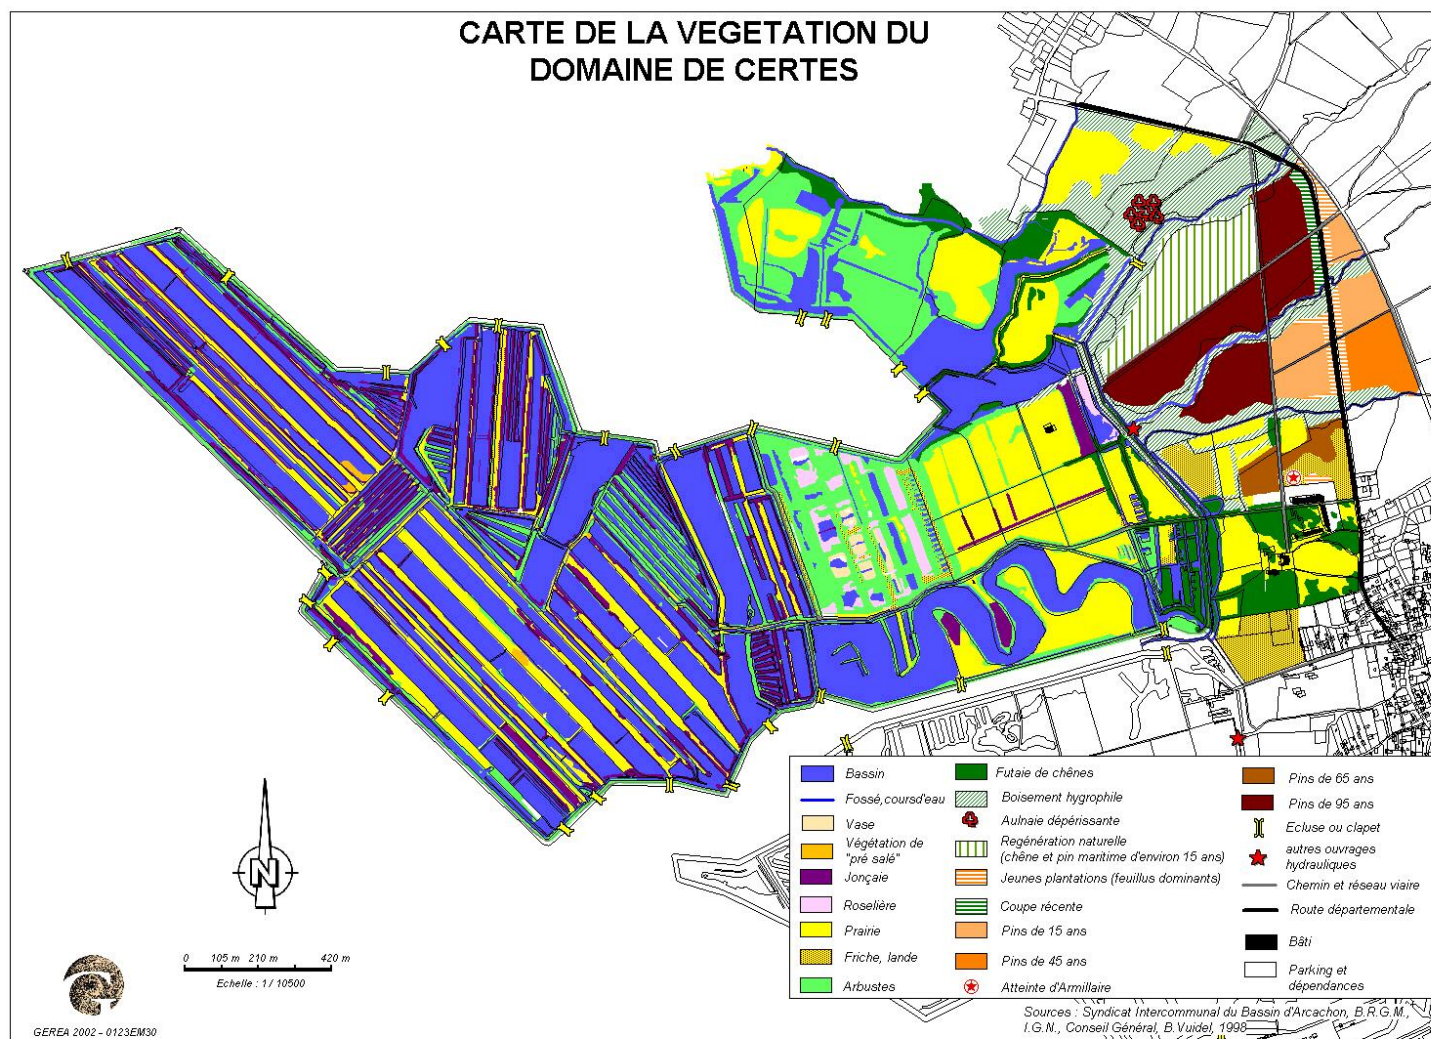 CARTE DE LA VEGETATION DU
DOMAINE DE CERTES
Bassin
Fossé,coursd'eau
Vase
Végétation de
"pré salé"
Jonçaie
Roselière
Prairie
Friche, lande
Arbustes
Futaie de chênes
Boisement hygrophile
Aulnaie dépérissante
Regénération naturelle
(chêne et pin maritime d'environ 15 ans)
Jeunes plantations (feuillus dominants)
Coupe récente
Pins de 15 ans
Pins de 45 ans
Atteinte d'Armillaire
Pins de 65 ans
Pins de 95 ans
Ecluse ou clapet
autres ouvrages
hydrauliques
Chemin et réseau viaire
Route départementale
Bâti
Parking et
dépendances
N
0 105 m 210 m 420 m
Echelle : 1 / 10500
GEREA 2002 - 0123EM30
Sources : Syndicat Intercommunal du Bassin d'Arcachon, B.R.G.M.,
I.G.N., Conseil Général, B.Vuidel, 1998